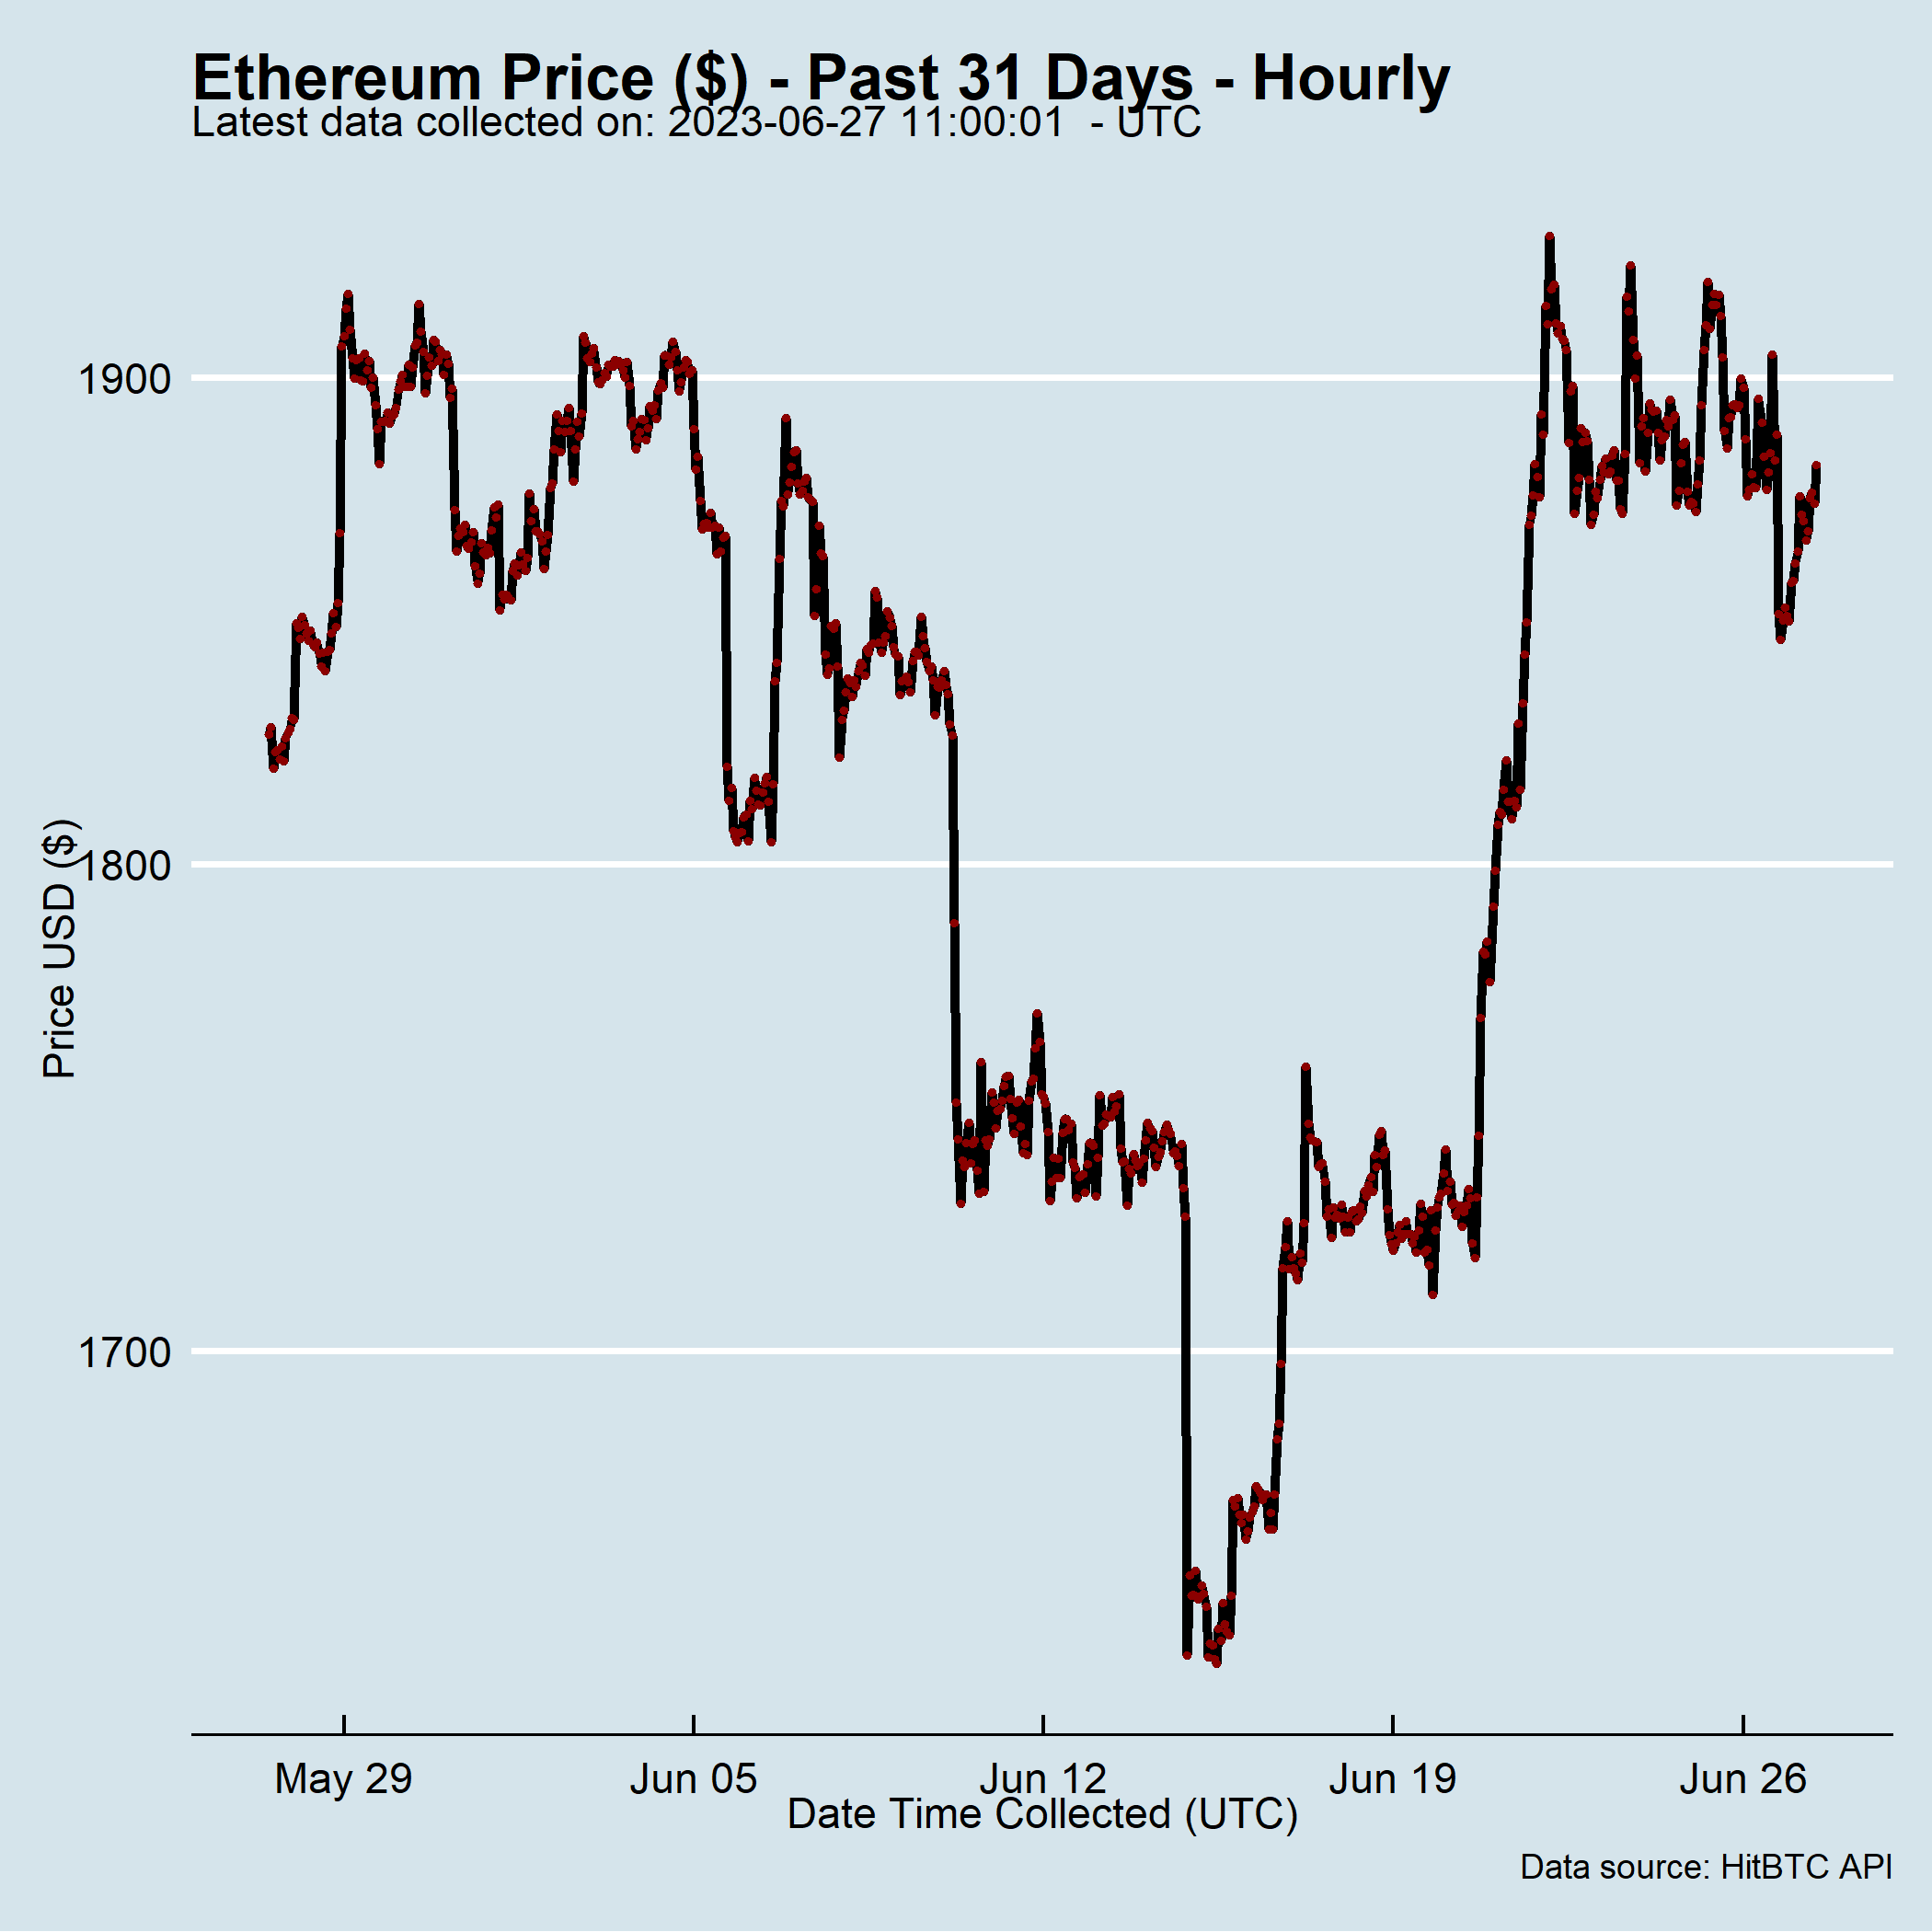 Ethereum Price ($) - Past 31 Days - Hourly
Latest data collected on: 2023-06-27 11:00:01  - UTC
1900
1800
1700
Price USD ($)
May 29
Jun 05
Jun 12
Jun 19
Jun 26
Date Time Collected (UTC)
Data source: HitBTC API